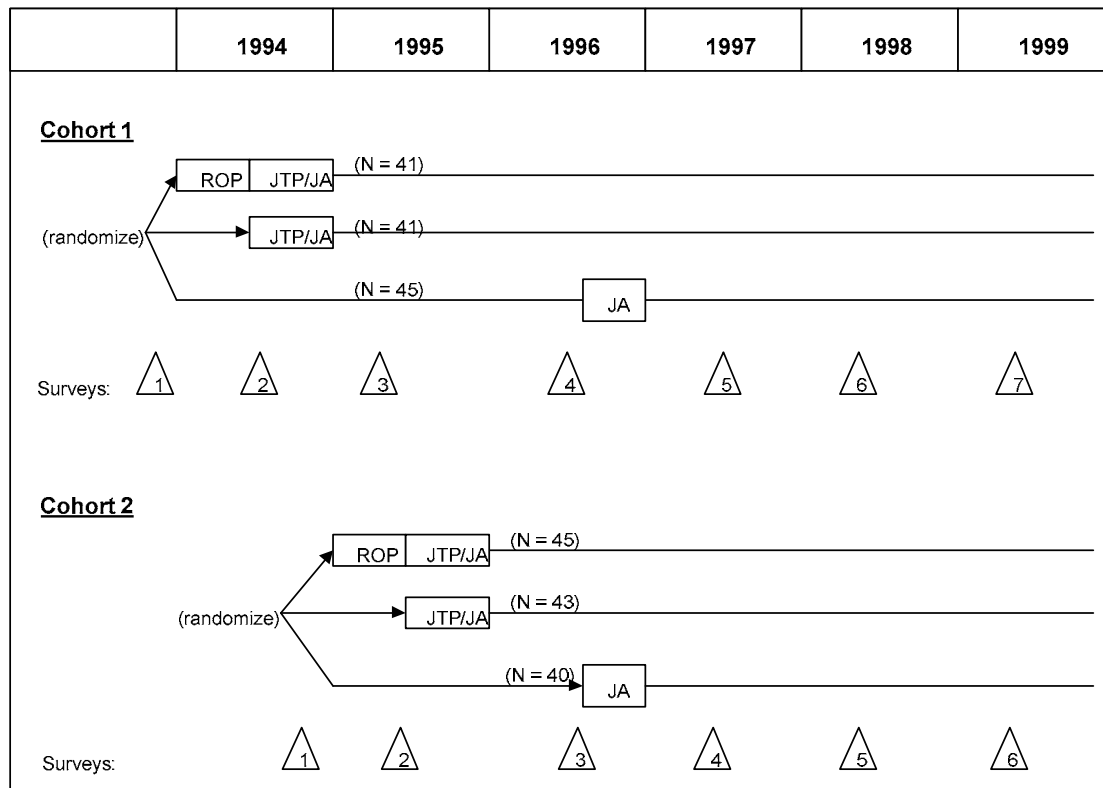 1994 1995 1996 1997 1998 1999
Cohort 1
ROP JTP/JA (N = 41)
(randomize) JTP/JA (N = 41)
(N = 45) JA
Surveys: 1 2 3 4 5 6 7
Cohort 2
ROP JTP/JA (N = 45)
(randomize) JTP/JA (N = 43)
(N = 40) JA
Surveys: 1 2 3 4 5 6